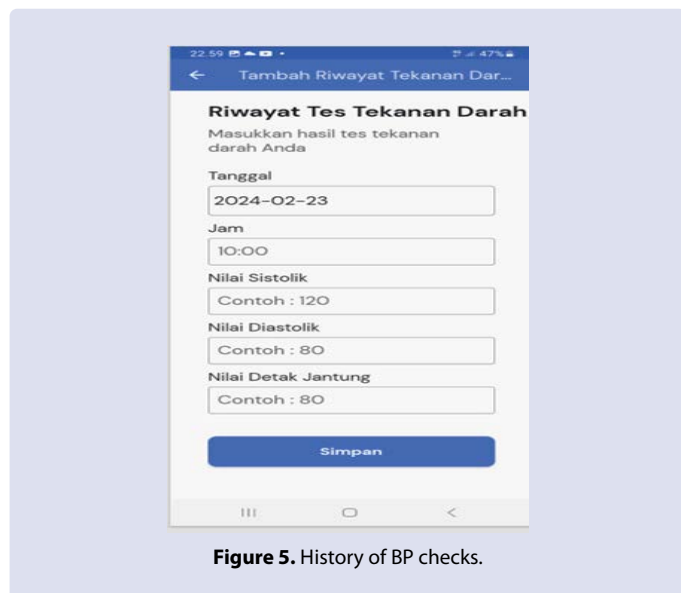 22.59
47%
Tambah Riwayat Tekanan Dar...
Riwayat Tes Tekanan Darah
Masukkan hasil tes tekanan
darah Anda
Tanggal
2024-02-23
Jam
10:00
Nilai Sistolik
Contoh : 120
Nilai Diastolik
Contoh : 80
Nilai Detak Jantung
Contoh : 80
Simpan
Figure 5. History of BP checks.